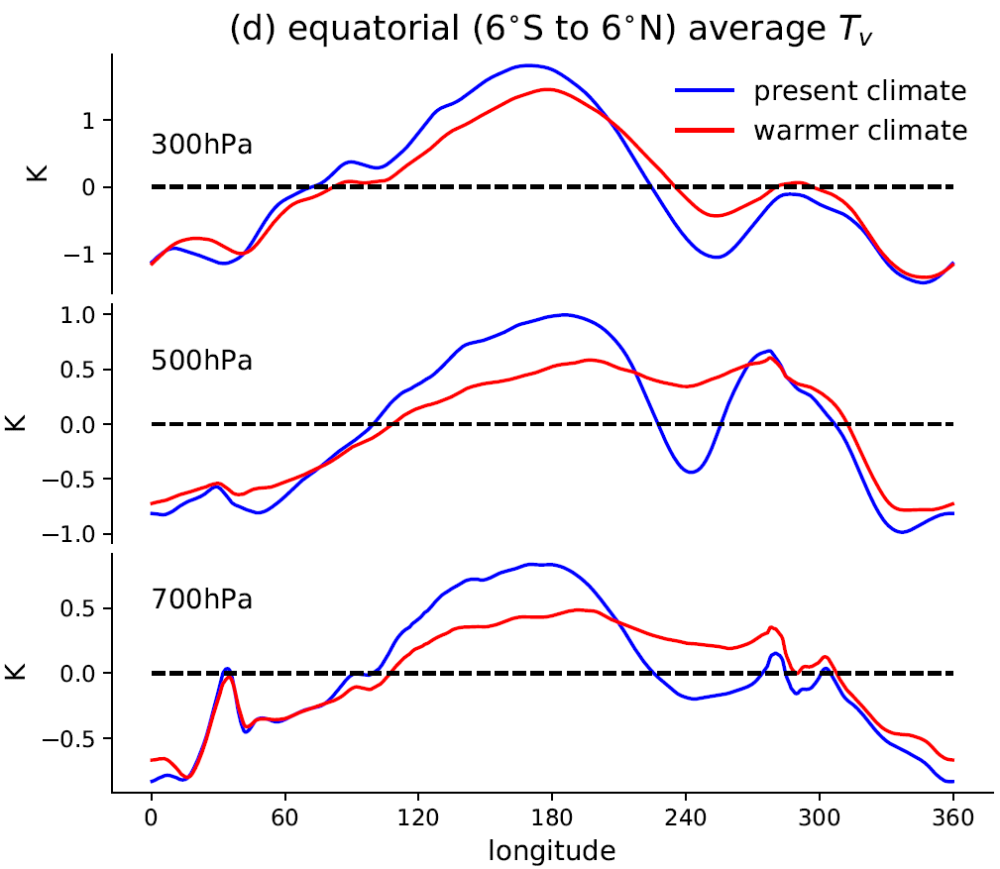 (d) equatorial (6°S to 6°N) average Tᵥ
present climate
warmer climate
300hPa
K
1
0
−1
500hPa
K
1.0
0.5
0.0
−0.5
−1.0
700hPa
K
0.5
0.0
−0.5
0 60 120 180 240 300 360
longitude